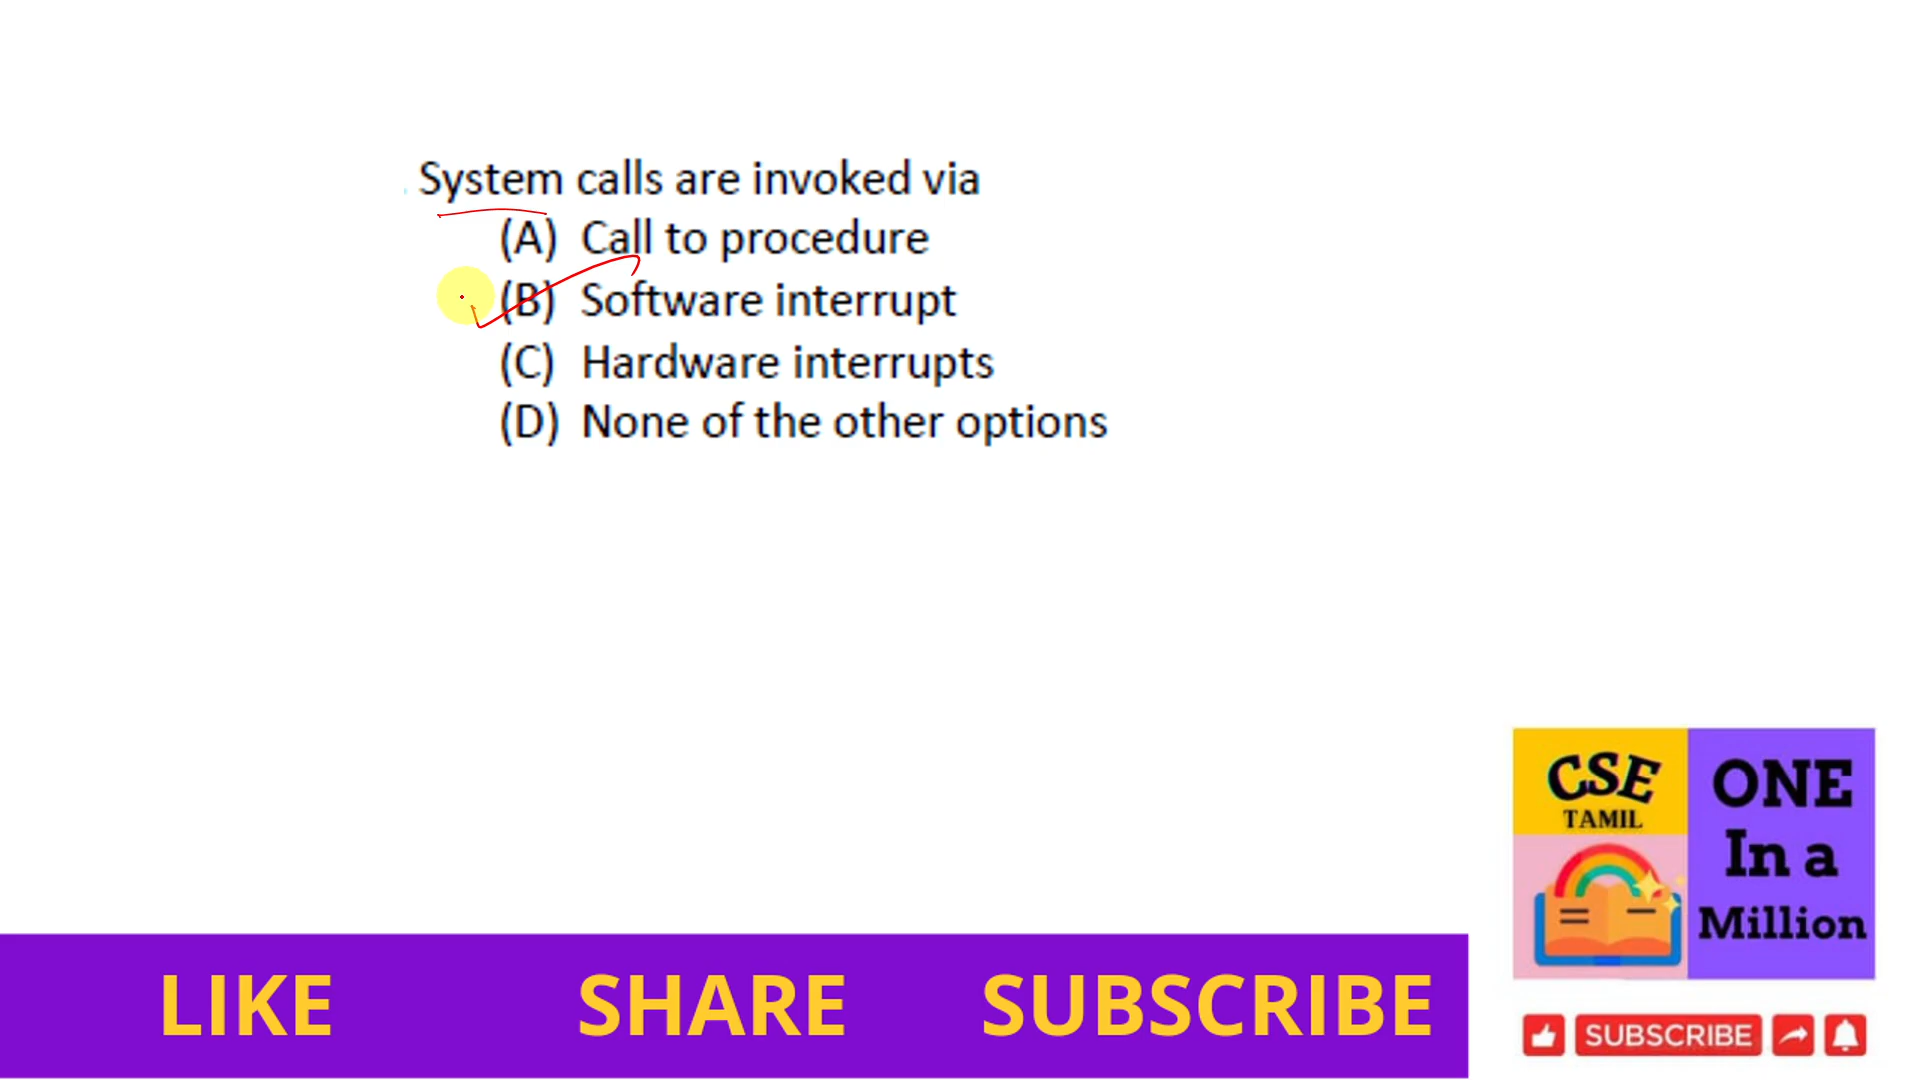 System calls are invoked via
(A) Call to procedure
(B) Software interrupt
(C) Hardware interrupts
(D) None of the other options
CSE
TAMIL
ONE
In a
Million
LIKE SHARE SUBSCRIBE
SUBSCRIBE